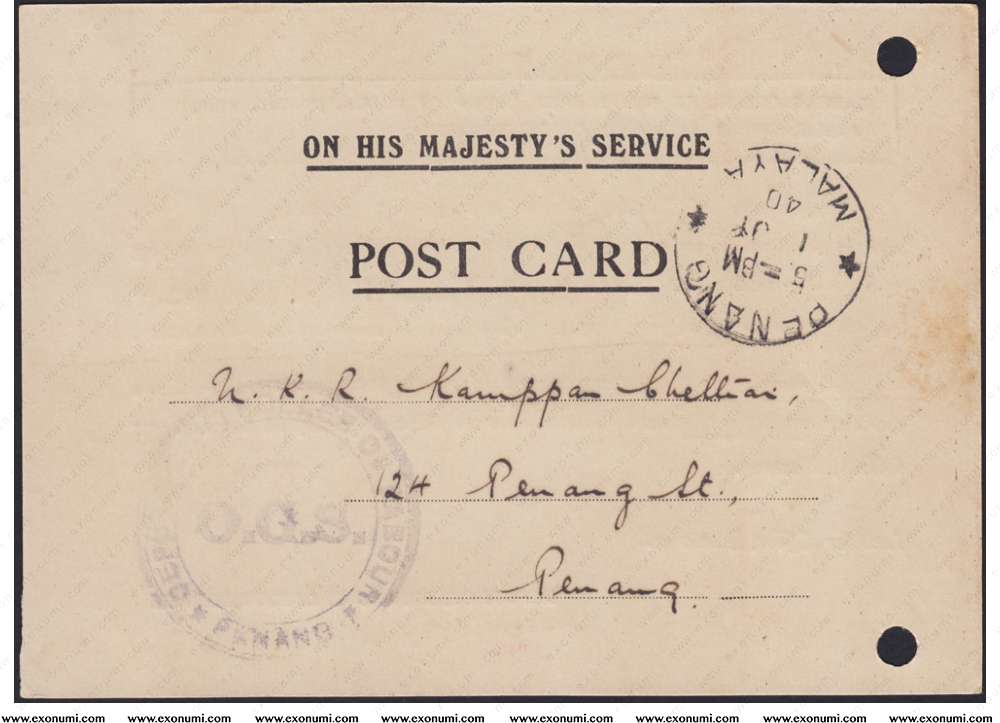 ON HIS MAJESTY'S SERVICE
POST CARD
PENANG
5 = PM
1 JY
40
MALAYA
N. K. R. Karuppan Chettiar,
124 Penang St.,
Penang.
LABOUR
O.C.S.
PENANG
www.exonumi.com www.exonumi.com www.exonumi.com www.exonumi.com www.exonumi.com www.exonumi.com www.exonumi.com www.exonumi.com